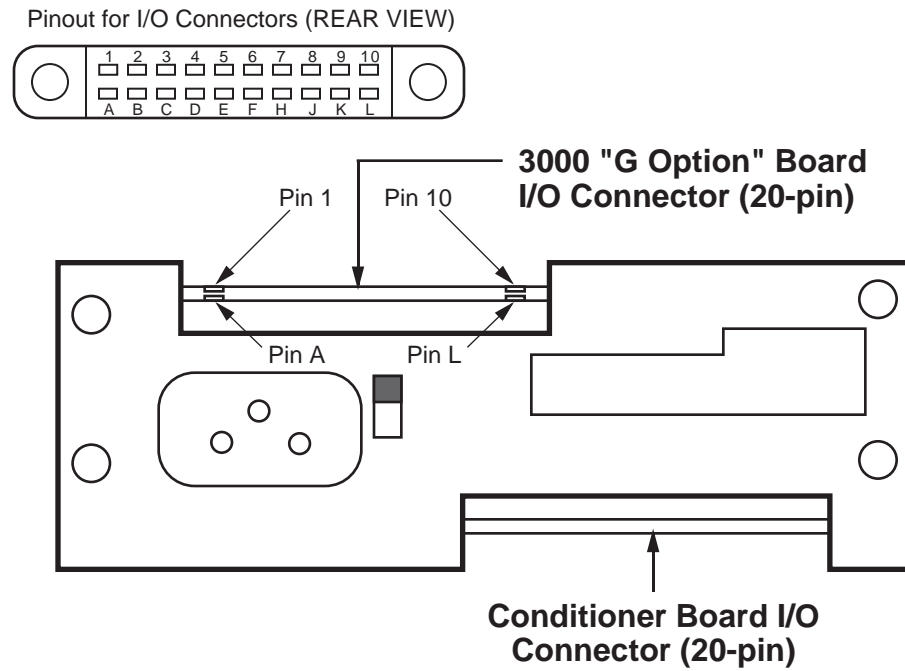 Pinout for I/O Connectors (REAR VIEW)
1 2 3 4 5 6 7 8 9 10
A B C D E F H J K L
3000 "G Option" Board
I/O Connector (20-pin)
Pin 1 Pin 10
Pin A Pin L
Conditioner Board I/O
Connector (20-pin)